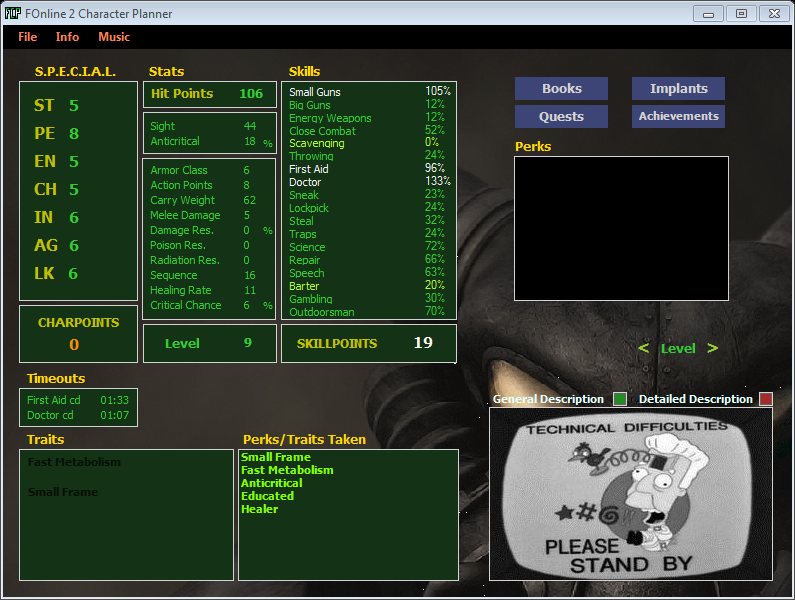 FOnline 2 Character Planner
File Info Music
S.P.E.C.I.A.L.
ST 5
PE 8
EN 5
CH 5
IN 6
AG 6
LK 6
CHARPOINTS
0
Stats
Hit Points 106
Sight 44
Anticritical 18 %
Armor Class 6
Action Points 8
Carry Weight 62
Melee Damage 5
Damage Res. 0 %
Poison Res. 0
Radiation Res. 0
Sequence 16
Healing Rate 11
Critical Chance 6 %
Level 9
Skills
Small Guns 105%
Big Guns 12%
Energy Weapons 12%
Close Combat 52%
Scavenging 0%
Throwing 24%
First Aid 96%
Doctor 133%
Sneak 23%
Lockpick 24%
Steal 32%
Traps 24%
Science 72%
Repair 66%
Speech 63%
Barter 20%
Gambling 30%
Outdoorsman 70%
SKILLPOINTS 19
Books Implants
Quests Achievements
Perks
< Level >
Timeouts
First Aid cd 01:33
Doctor cd 01:07
Traits
Fast Metabolism
Small Frame
Perks/Traits Taken
Small Frame
Fast Metabolism
Anticritical
Educated
Healer
General Description Detailed Description
TECHNICAL DIFFICULTIES
PLEASE
STAND BY